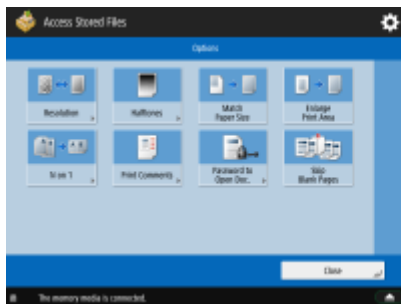 Access Stored Files
Options
Resolution
Halftones
Match
Paper Size
Enlarge
Print Area
N on 1
Print Comments
Password to
Open Doc.
Skip
Blank Pages
Close
The memory media is connected.